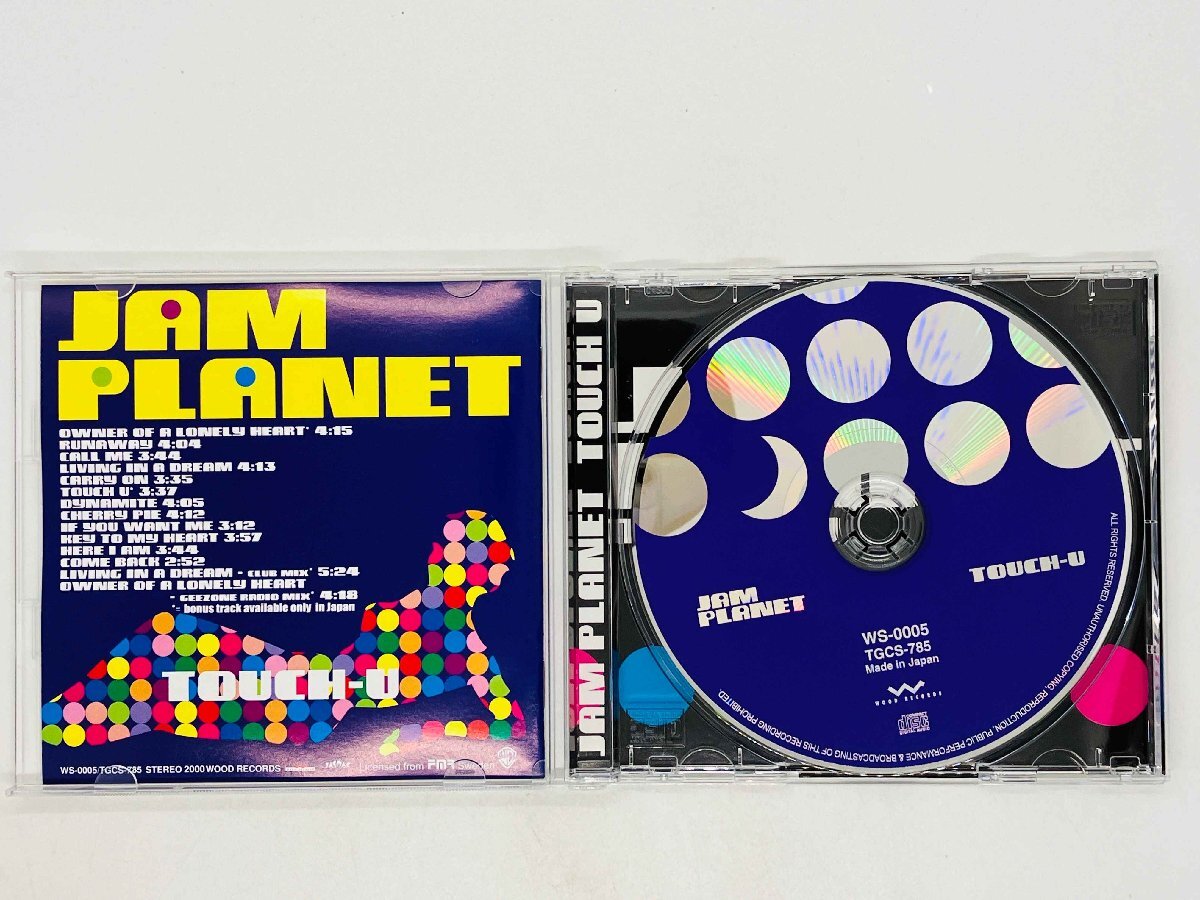 JAM
PLANET
OWNER OF A LONELY HEART* 4:15
RUNAWAY 4:04
CALL ME 3:44
LIVING IN A DREAM 4:13
CARRY ON 3:35
TOUCH U* 3:37
DYNAMITE 4:05
CHERRY PIE 4:12
IF YOU WANT ME 3:12
KEY TO MY HEART 3:57
HERE I AM 3:44
COME BACK 2:52
LIVING IN A DREAM - CLUB MIX* 5:24
OWNER OF A LONELY HEART
- GEEZONE RADIO MIX* 4:18
*= bonus track available only in Japan
TOUCH-U
WS-0005/TGCS-785 STEREO 2000 WOOD RECORDS
Licensed from FMR Sweden
JAM PLANET TOUCH U
JAM
PLANET
TOUCH-U
WS-0005
TGCS-785
Made in Japan
WOOD RECORDS
ALL RIGHTS RESERVED. UNAUTHORISED COPYING, REPRODUCTION, PUBLIC PERFORMANCE & BROADCASTING OF THIS RECORDING PROHIBITED